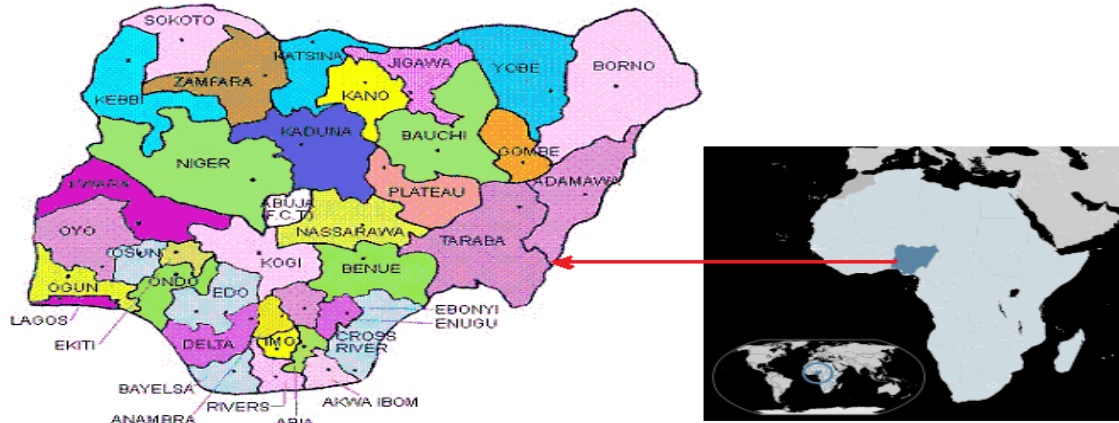 SOKOTO
KATSINA
JIGAWA
YOBE
BORNO
ZAMFARA
KEBBI
KANO
BAUCHI
KADUNA
GOMBE
NIGER
ADAMAWA
PLATEAU
KWARA
ABUJA
(F.C.T)
NASSARAWA
OYO
TARABA
OSUN
KOGI
BENUE
ONDO
OGUN
EDO
EBONYI
LAGOS
ENUGU
EKITI
DELTA
IMO
CROSS
RIVER
BAYELSA
RIVERS
AKWA IBOM
ANAMBRA
ABIA